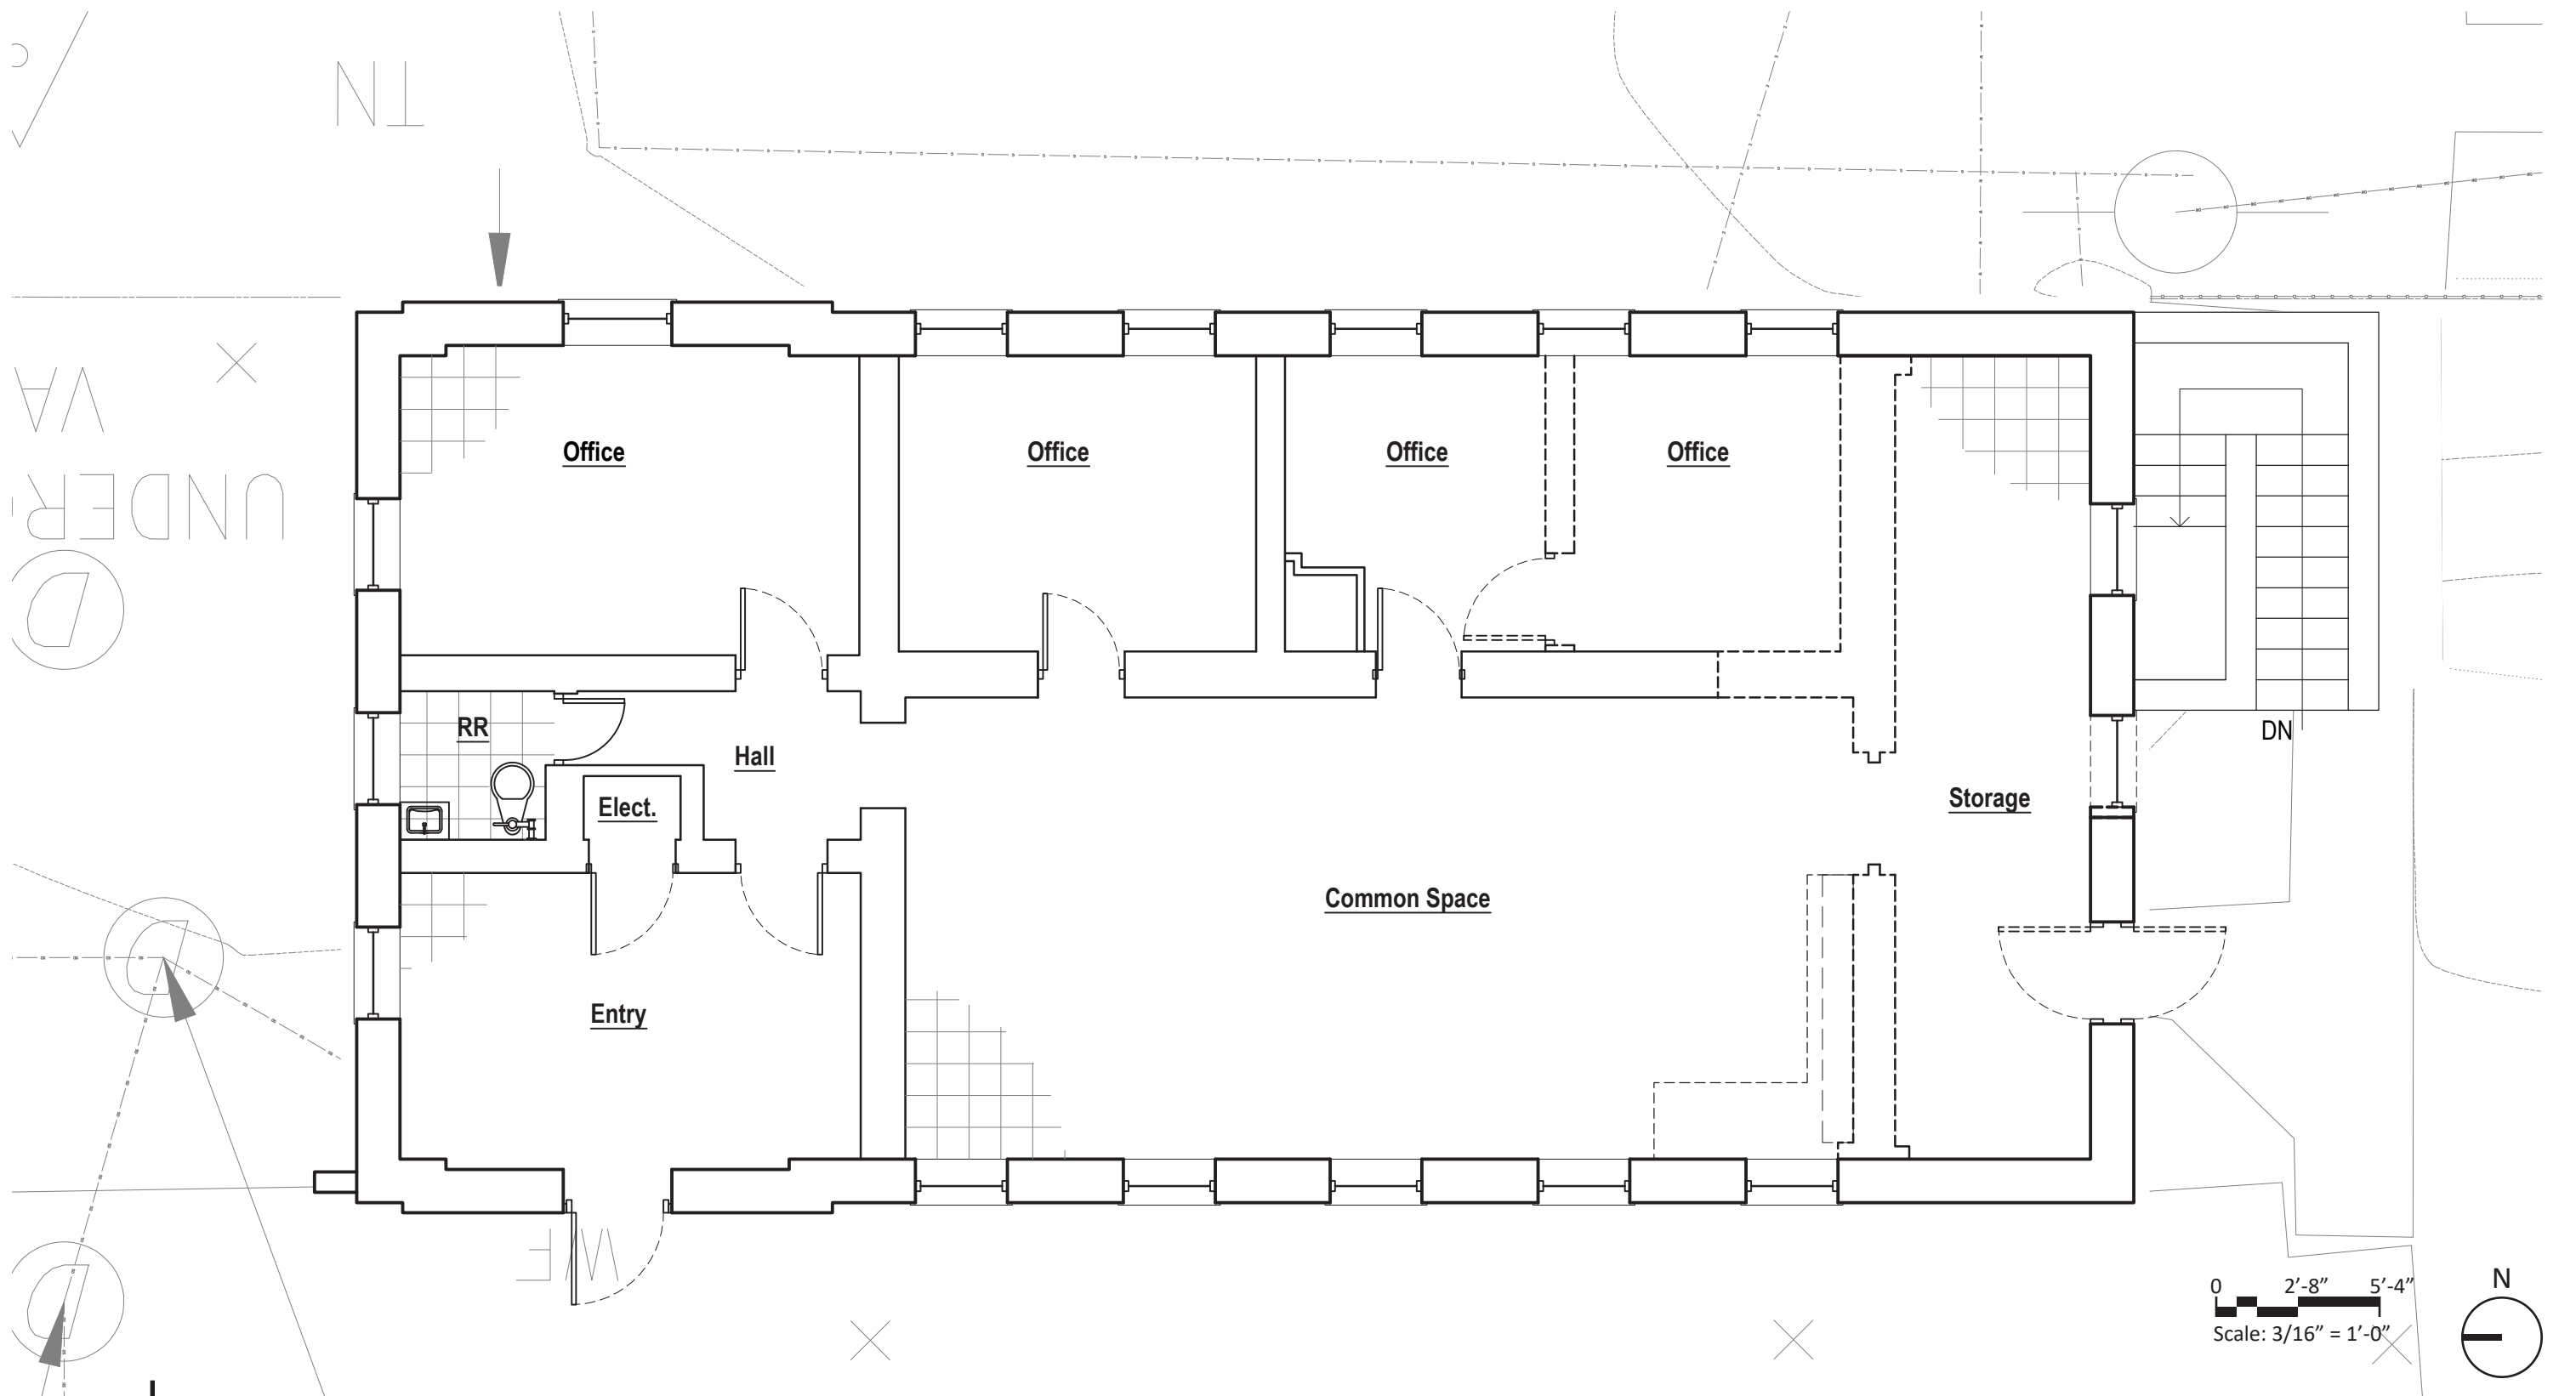 Office
Office
Office
Office
RR
Hall
Elect.
Storage
DN
Common Space
Entry
0 2'-8” 5'-4”
Scale: 3/16” = 1'-0”
N